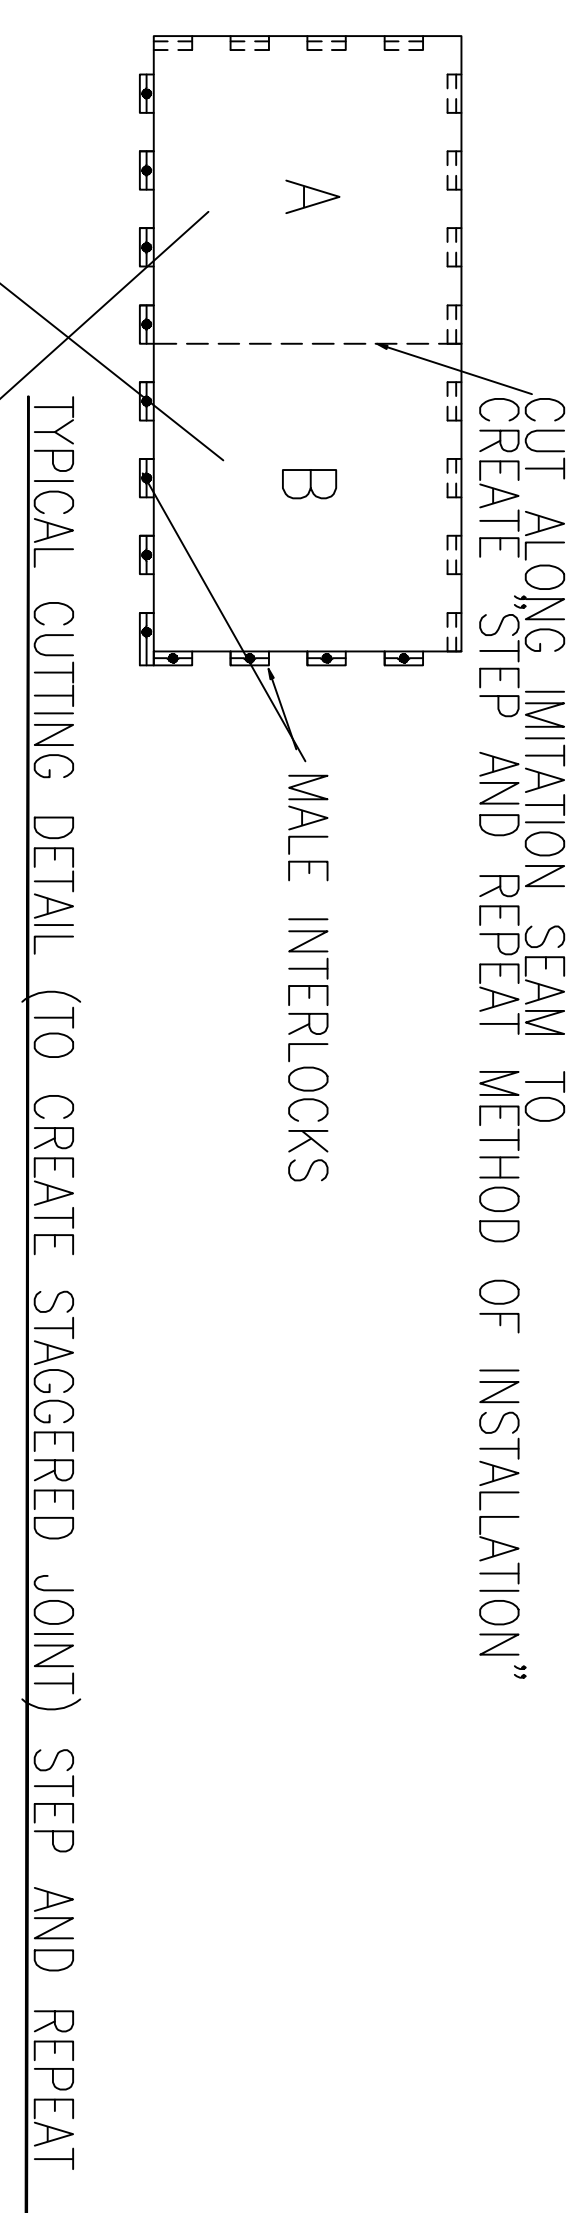 CUT ALONG IMITATION SEAM TO
CREATE "STEP AND REPEAT METHOD OF INSTALLATION"
A
B
MALE INTERLOCKS
TYPICAL CUTTING DETAIL (TO CREATE STAGGERED JOINT) STEP AND REPEAT